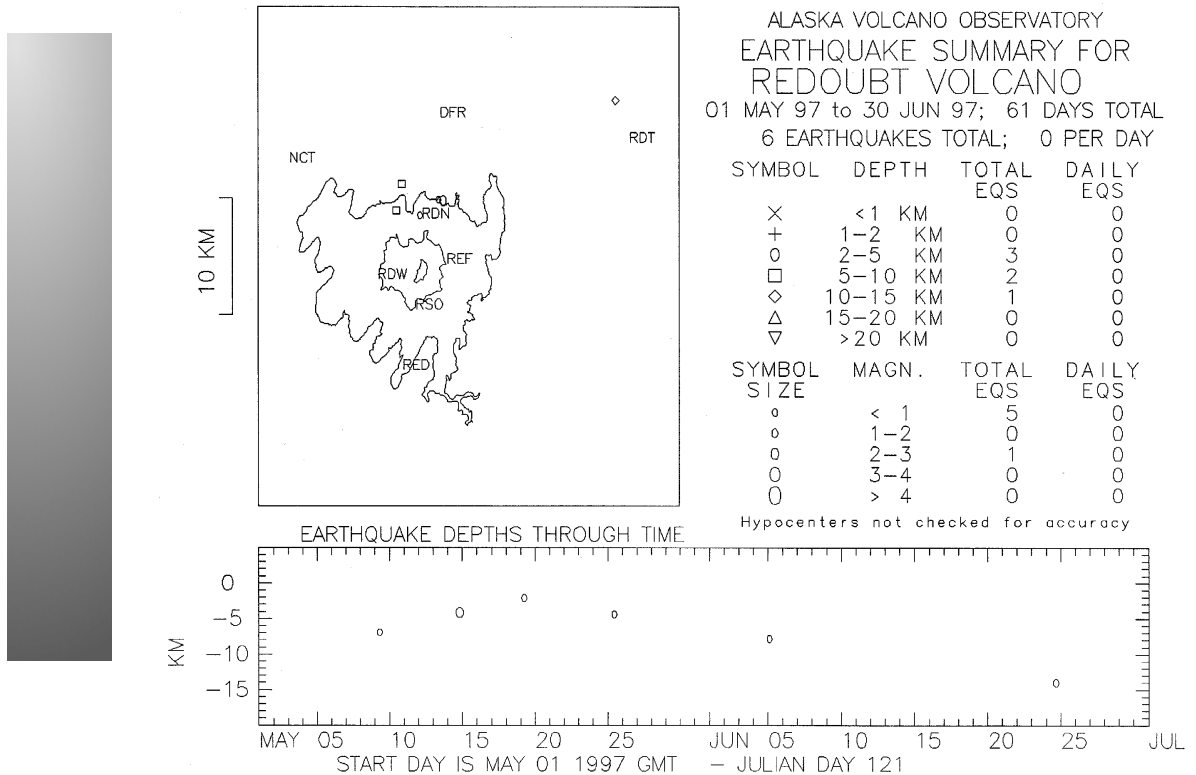 ALASKA VOLCANO OBSERVATORY
EARTHQUAKE SUMMARY FOR
REDOUBT VOLCANO
01 MAY 97 to 30 JUN 97; 61 DAYS TOTAL
6 EARTHQUAKES TOTAL; 0 PER DAY
SYMBOL DEPTH TOTAL DAILY
EQS EQS
<1 KM 0 0
1-2 KM 0 0
2-5 KM 3 0
5-10 KM 2 0
10-15 KM 1 0
15-20 KM 0 0
>20 KM 0 0
SYMBOL MAGN. TOTAL DAILY
SIZE EQS EQS
< 1 5 0
1-2 0 0
2-3 1 0
3-4 0 0
> 4 0 0
Hypocenters not checked for accuracy
DFR
RDT
NCT
RDN
REF
RDW
RSO
RED
10 KM
EARTHQUAKE DEPTHS THROUGH TIME
0
-5
-10
-15
KM
MAY 05 10 15 20 25 JUN 05 10 15 20 25 JUL
START DAY IS MAY 01 1997 GMT - JULIAN DAY 121